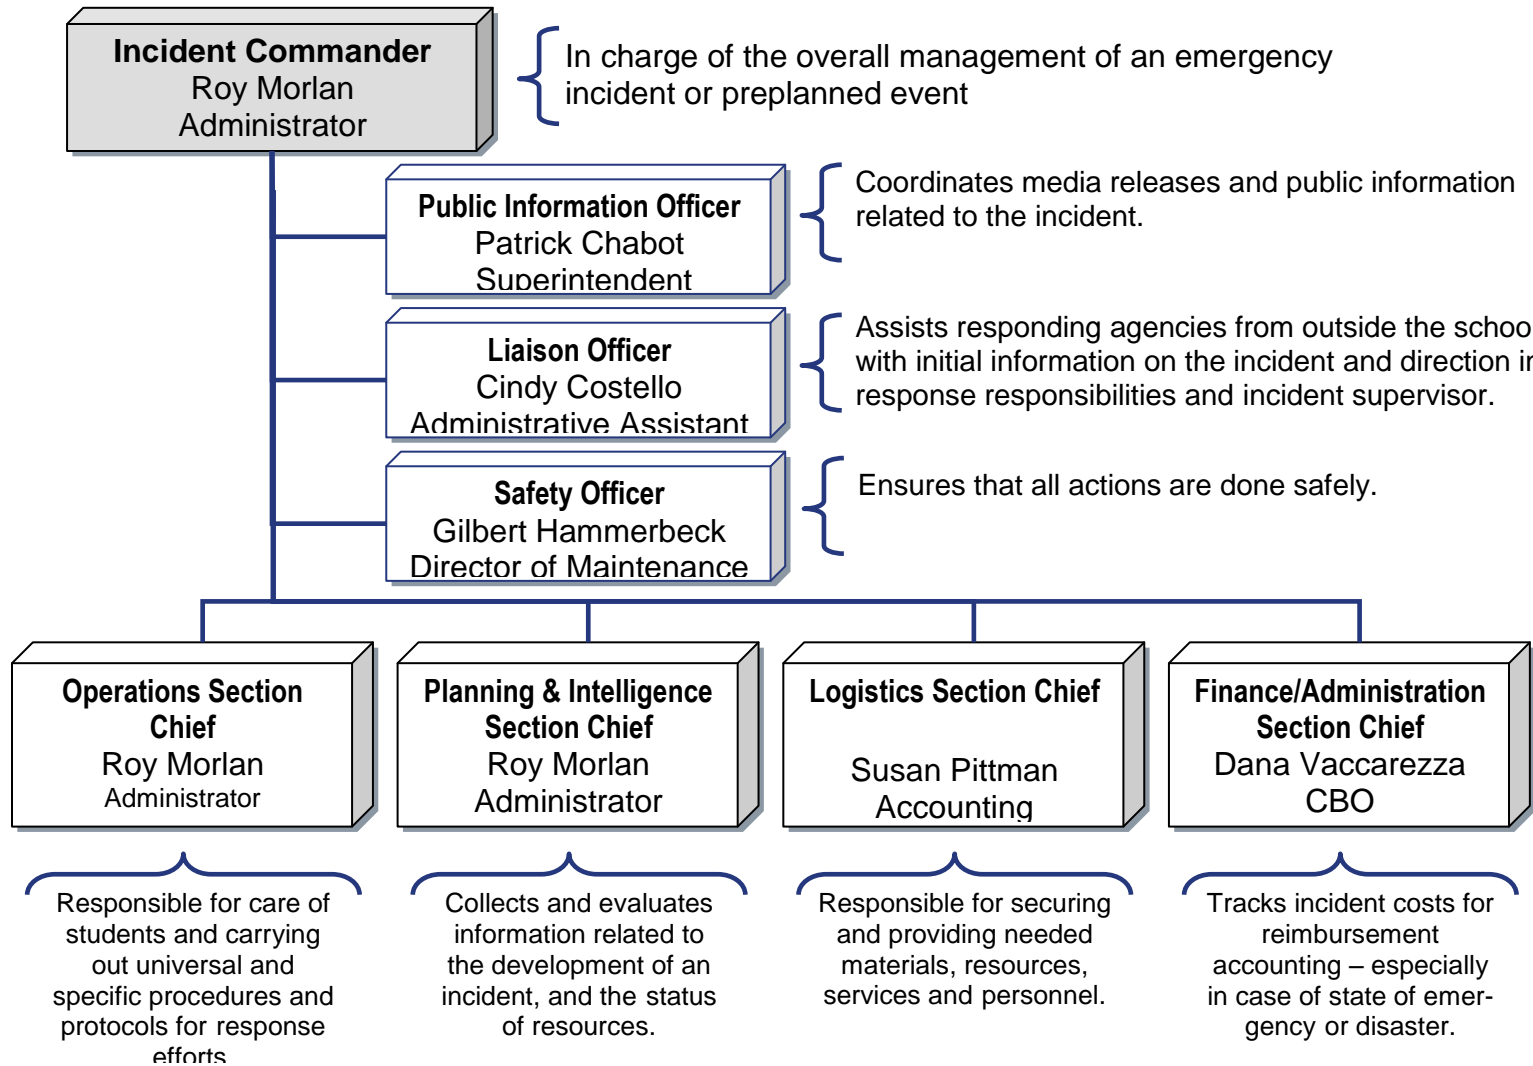 Incident Commander
Roy Morlan
Administrator
In charge of the overall management of an emergency
incident or preplanned event
Public Information Officer
Patrick Chabot
Superintendent
Coordinates media releases and public information
related to the incident.
Liaison Officer
Cindy Costello
Administrative Assistant
Assists responding agencies from outside the schoo
with initial information on the incident and direction in
response responsibilities and incident supervisor.
Safety Officer
Gilbert Hammerbeck
Director of Maintenance
Ensures that all actions are done safely.
Operations Section
Chief
Roy Morlan
Administrator
Planning & Intelligence
Section Chief
Roy Morlan
Administrator
Logistics Section Chief
Susan Pittman
Accounting
Finance/Administration
Section Chief
Dana Vaccarezza
CBO
Responsible for care of
students and carrying
out universal and
specific procedures and
protocols for response
efforts
Collects and evaluates
information related to
the development of an
incident, and the status
of resources.
Responsible for securing
and providing needed
materials, resources,
services and personnel.
Tracks incident costs for
reimbursement
accounting – especially
in case of state of emer-
gency or disaster.